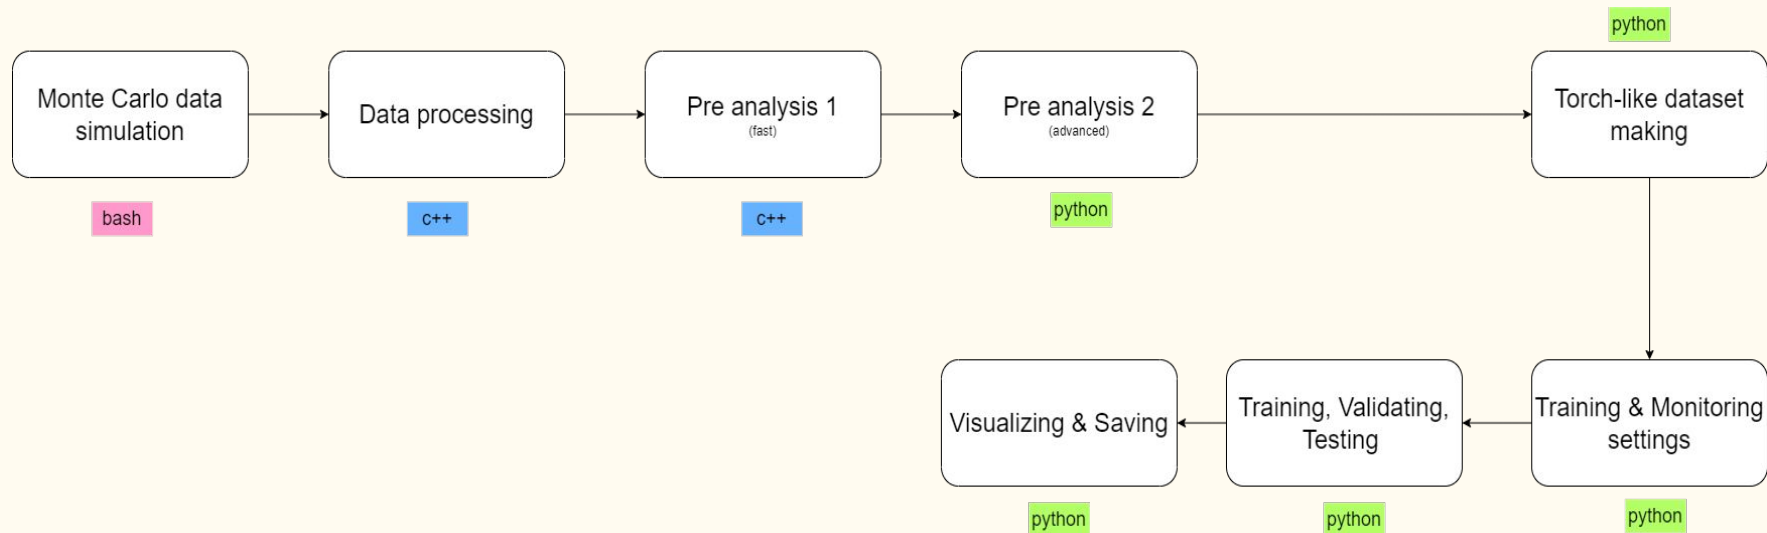 python
Monte Carlo data
simulation
Data processing
Pre analysis 1
(fast)
Pre analysis 2
(advanced)
Torch-like dataset
making
bash
c++
c++
python
Visualizing & Saving
Training, Validating,
Testing
Training & Monitoring
settings
python
python
python